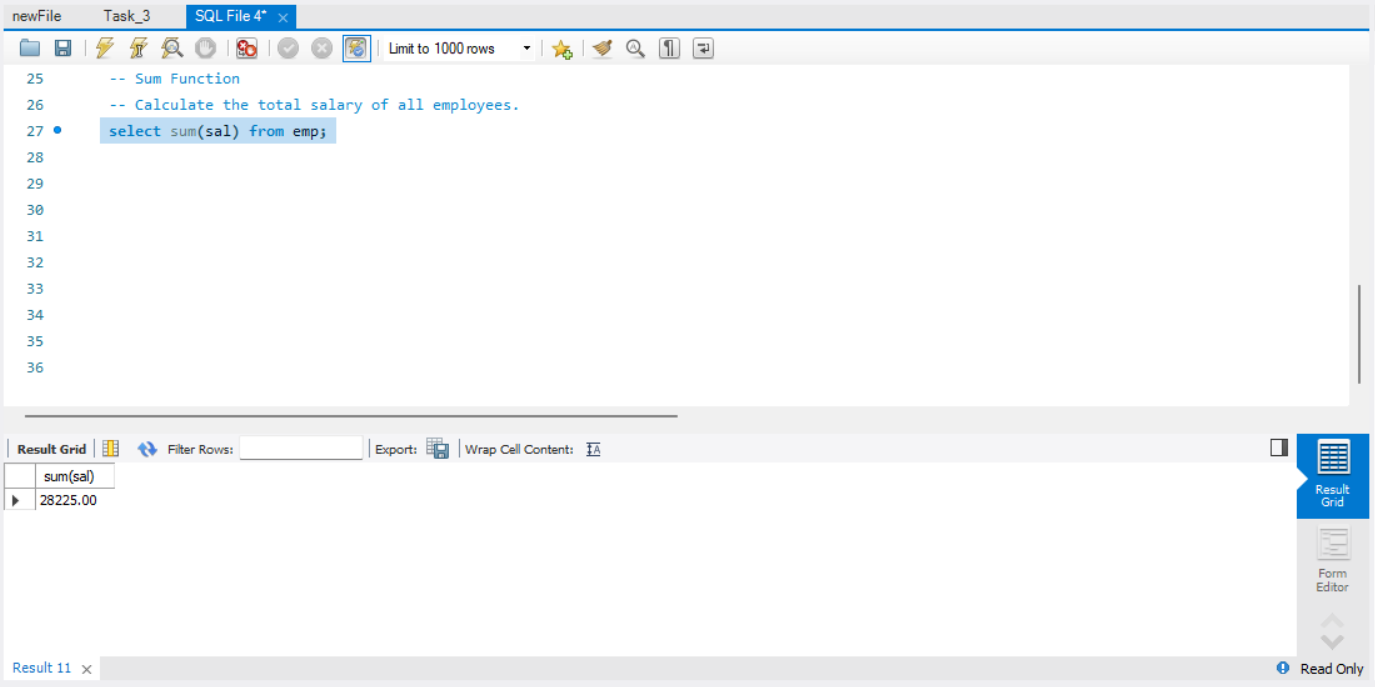 newFile Task_3 SQL File 4*
Limit to 1000 rows
25 -- Sum Function
26 -- Calculate the total salary of all employees.
27 select sum(sal) from emp;
28
29
30
31
32
33
34
35
36
Result Grid Filter Rows: Export: Wrap Cell Content:
sum(sal)
28225.00
Result
Grid
Form
Editor
Result 11 Read Only